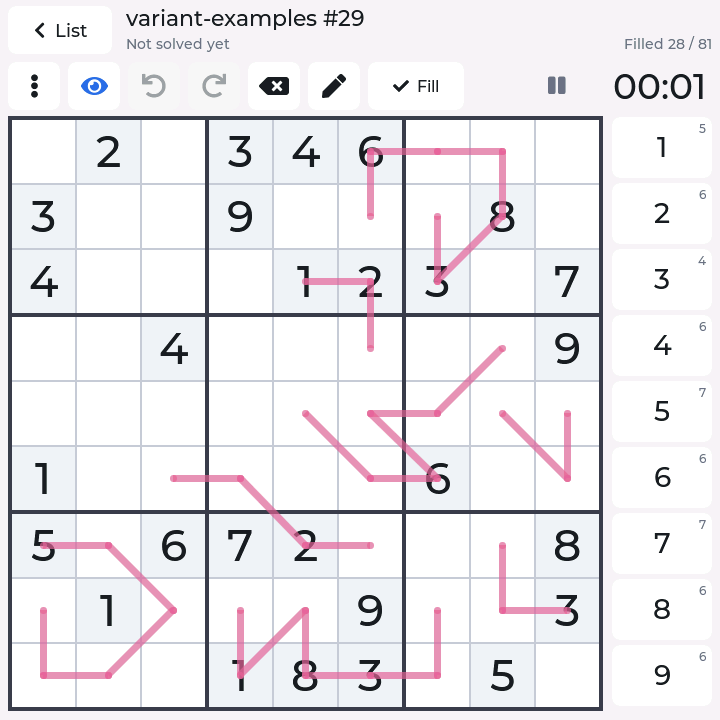 List
variant-examples #29
Not solved yet
Filled 28 / 81
Fill
00:01
2 3 4 6
3 9 8
4 1 2 3 7
4 9
1 6
5 6 7 2 8
1 9 3
1 8 3 5
1 5
2 6
3 4
4 6
5 7
6 6
7 7
8 6
9 6